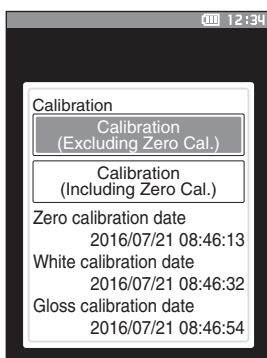 12:34
Calibration
Calibration
(Excluding Zero Cal.)
Calibration
(Including Zero Cal.)
Zero calibration date
2016/07/21 08:46:13
White calibration date
2016/07/21 08:46:32
Gloss calibration date
2016/07/21 08:46:54